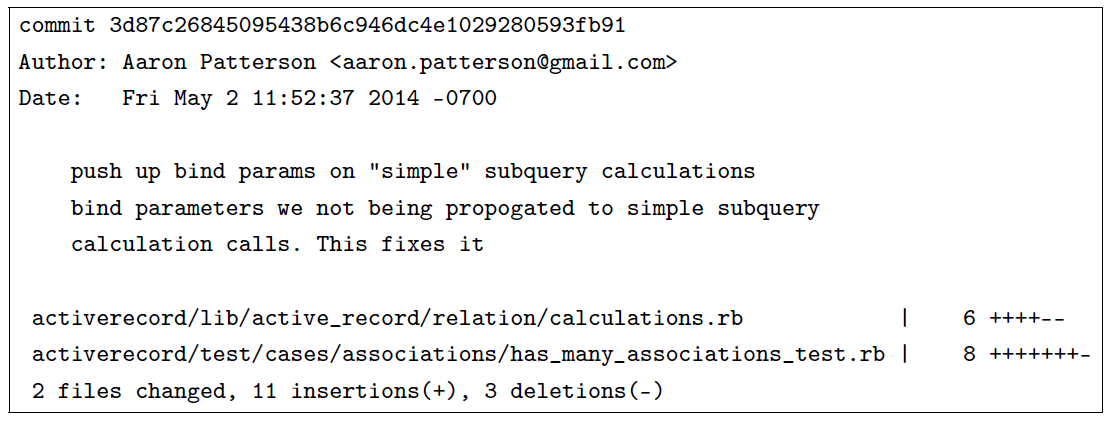 commit 3d87c26845095438b6c946dc4e1029280593fb91
Author: Aaron Patterson <aaron.patterson@gmail.com>
Date:   Fri May 2 11:52:37 2014 -0700
push up bind params on "simple" subquery calculations
bind parameters we not being propogated to simple subquery
calculation calls. This fixes it
activerecord/lib/active_record/relation/calculations.rb            |    6 ++++--
activerecord/test/cases/associations/has_many_associations_test.rb |    8 +++++++-
2 files changed, 11 insertions(+), 3 deletions(-)